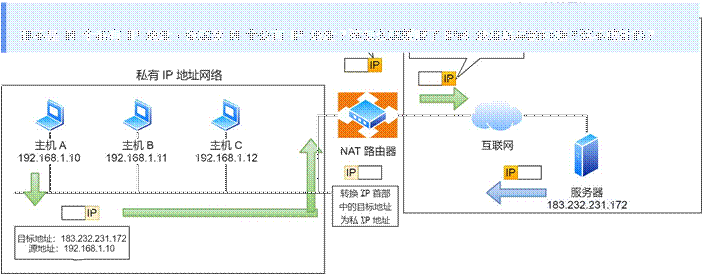 IP
IP
私有 IP 地址网络
主机 A
192.168.1.10
主机 B
192.168.1.11
主机 C
192.168.1.12
NAT 路由器
互联网
IP
转换 IP 首部
中的目标地址
为私 IP 地址
IP
服务器
183.232.231.172
IP
目标地址：183.232.231.172
源地址：192.168.1.10